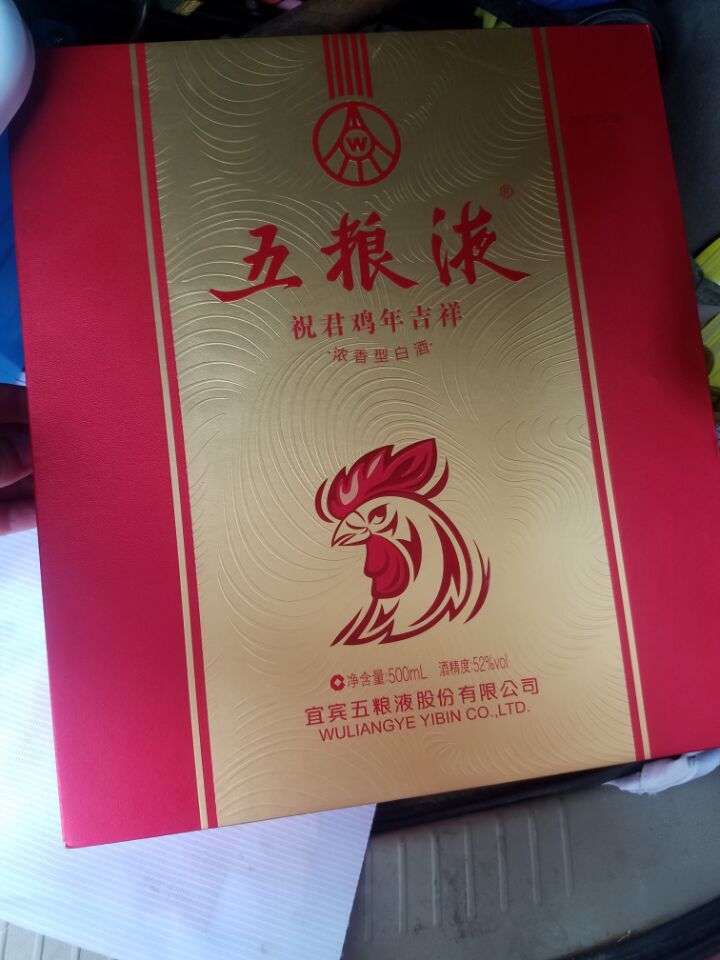 W
五粮液®
祝君鸡年吉祥
·浓香型白酒·
净含量:500mL 酒精度:52%vol
宜宾五粮液股份有限公司
WULIANGYE YIBIN CO.,LTD.